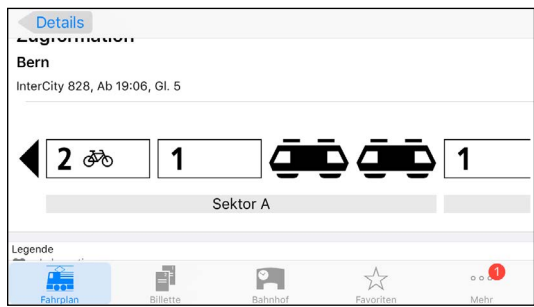 Details
Zugformation
Bern
InterCity 828, Ab 19:06, Gl. 5
2 1 1
Sektor A
Legende
1
Fahrplan Billette Bahnhof Favoriten Mehr